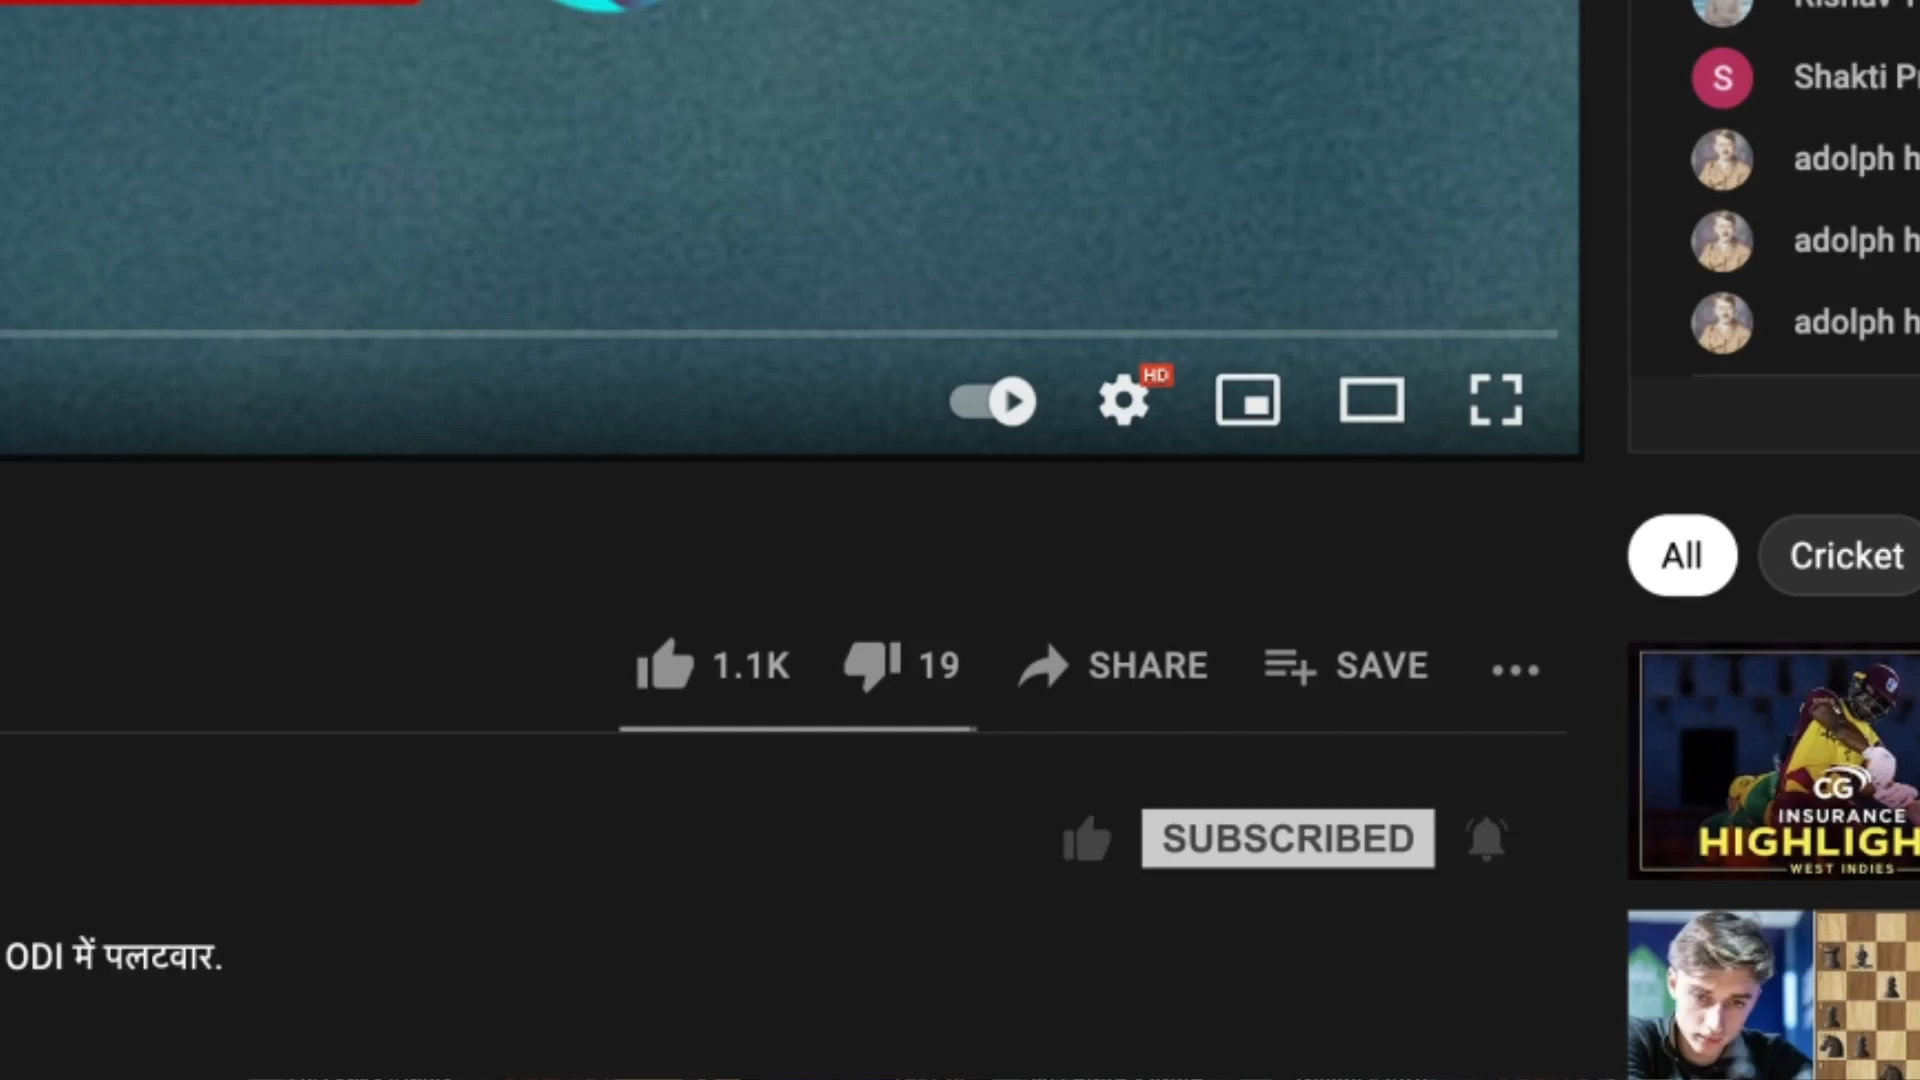 Shakti
adolph
adolph
adolph
HD
All
Cricket
1.1K
19
SHARE
SAVE
SUBSCRIBED
CG
INSURANCE
WEST INDIES
ODI में पलटवार.